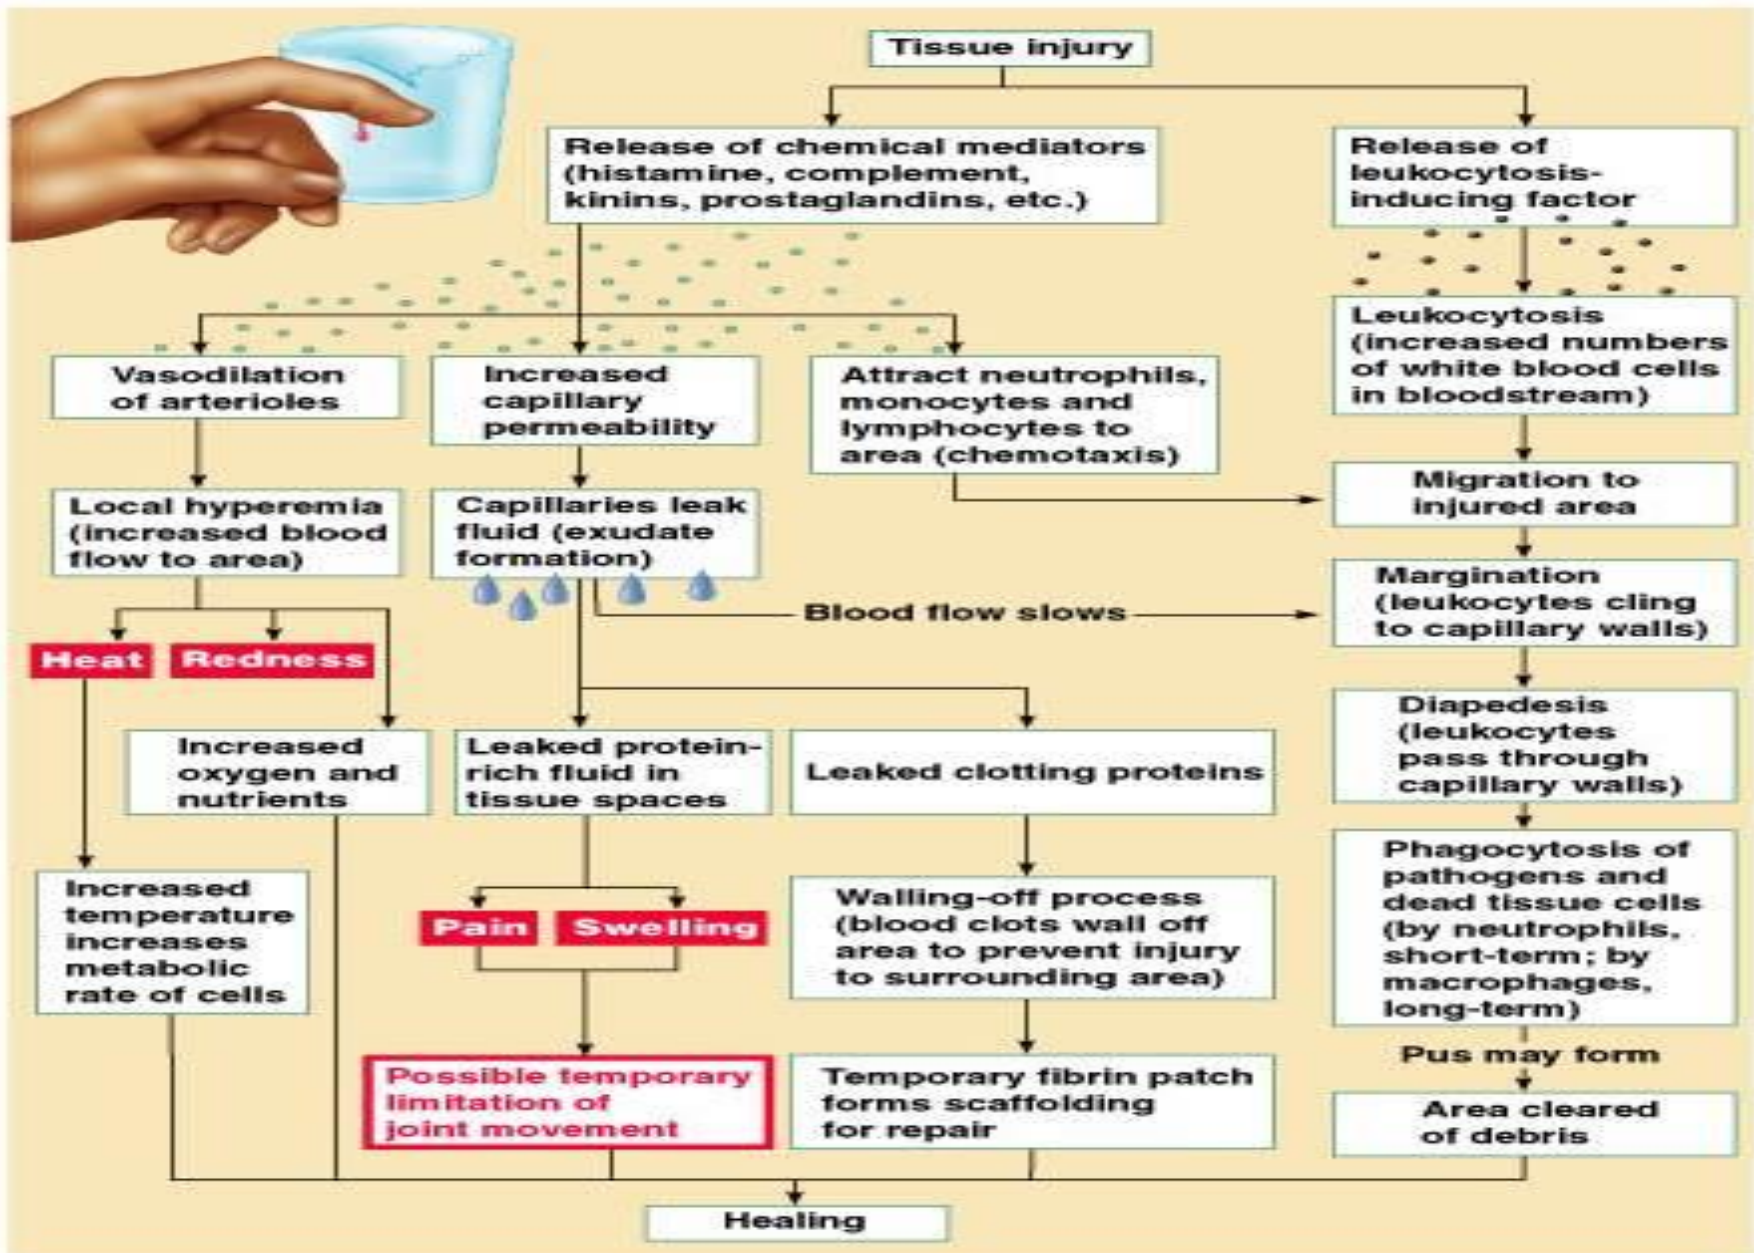 Tissue injury
Release of chemical mediators
(histamine, complement,
kinins, prostaglandins, etc.)
Release of
leukocytosis-
inducing factor
Vasodilation
of arterioles
Increased
capillary
permeability
Attract neutrophils,
monocytes and
lymphocytes to
area (chemotaxis)
Leukocytosis
(increased numbers
of white blood cells
in bloodstream)
Local hyperemia
(increased blood
flow to area)
Capillaries leak
fluid (exudate
formation)
Migration to
injured area
Blood flow slows
Margination
(leukocytes cling
to capillary walls)
Heat
Redness
Increased
oxygen and
nutrients
Leaked protein-
rich fluid in
tissue spaces
Leaked clotting proteins
Diapedesis
(leukocytes
pass through
capillary walls)
Increased
temperature
increases
metabolic
rate of cells
Pain
Swelling
Walling-off process
(blood clots wall off
area to prevent injury
to surrounding area)
Phagocytosis of
pathogens and
dead tissue cells
(by neutrophils,
short-term; by
macrophages,
long-term)
Possible temporary
limitation of
joint movement
Temporary fibrin patch
forms scaffolding
for repair
Pus may form
Area cleared
of debris
Healing